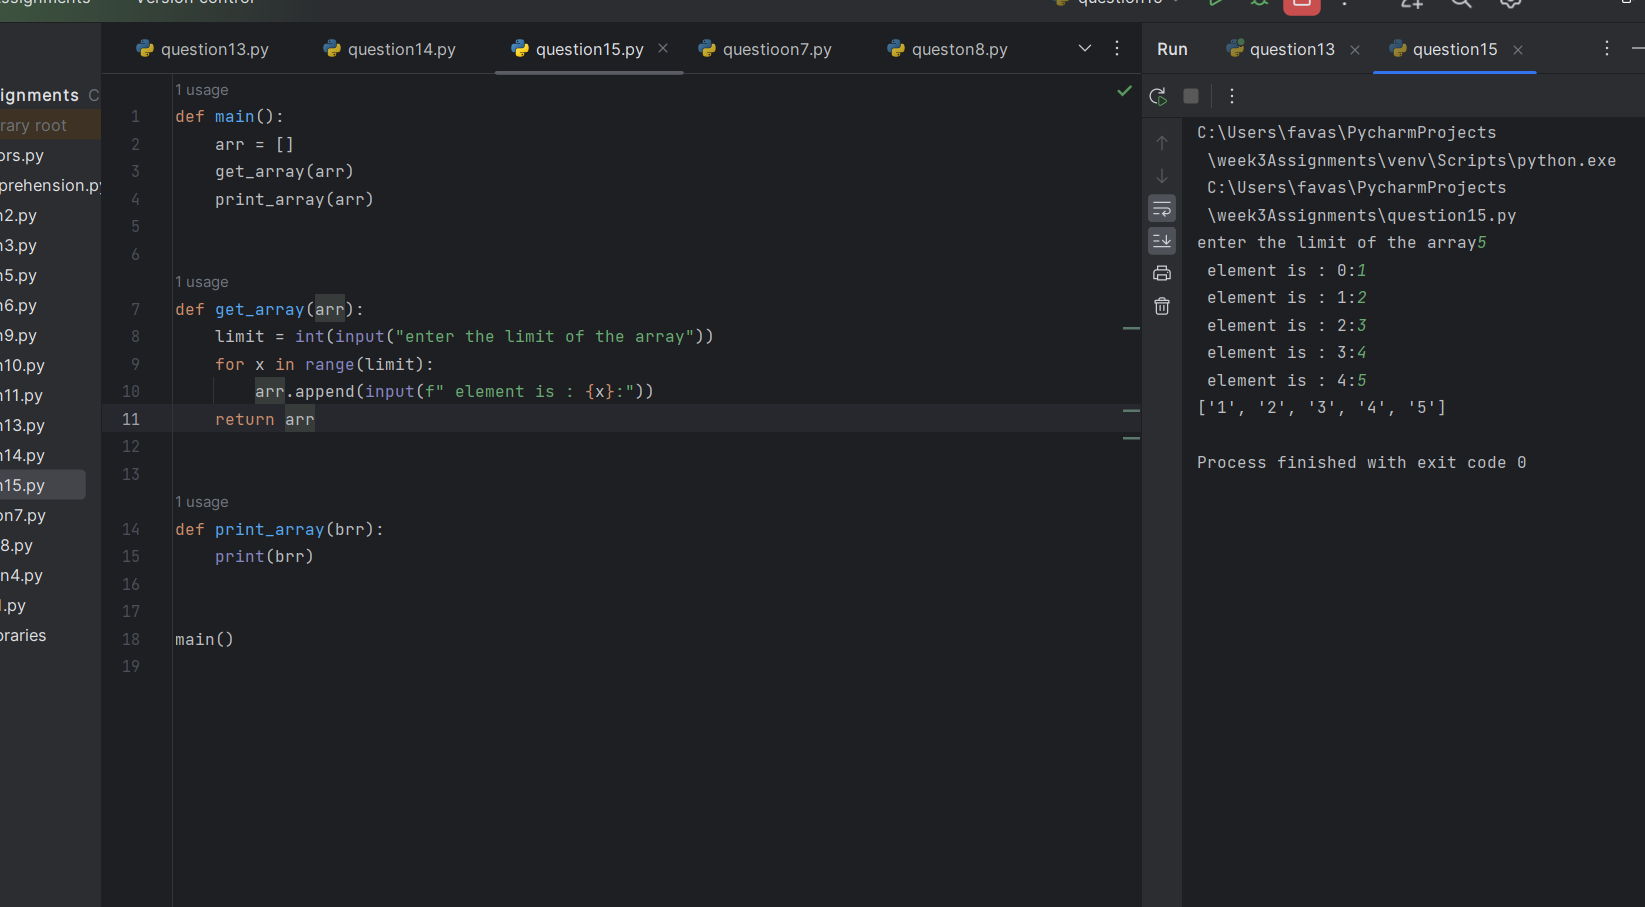 Version control
question13.py question14.py question15.py questioon7.py queston8.py
ignments C
rary root
ors.py
prehension.py
n2.py
n3.py
n5.py
n6.py
n9.py
n10.py
n11.py
n13.py
n14.py
n15.py
on7.py
8.py
n4.py
.py
oraries
1 usage
1 def main():
2 arr = []
3 get_array(arr)
4 print_array(arr)
5
6
1 usage
7 def get_array(arr):
8 limit = int(input("enter the limit of the array"))
9 for x in range(limit):
10 arr.append(input(f" element is : {x}:"))
11 return arr
12
13
1 usage
14 def print_array(brr):
15 print(brr)
16
17
18 main()
19
Run question13 question15
C:\Users\favas\PycharmProjects
\week3Assignments\venv\Scripts\python.exe
C:\Users\favas\PycharmProjects
\week3Assignments\question15.py
enter the limit of the array5
element is : 0:1
element is : 1:2
element is : 2:3
element is : 3:4
element is : 4:5
['1', '2', '3', '4', '5']
Process finished with exit code 0